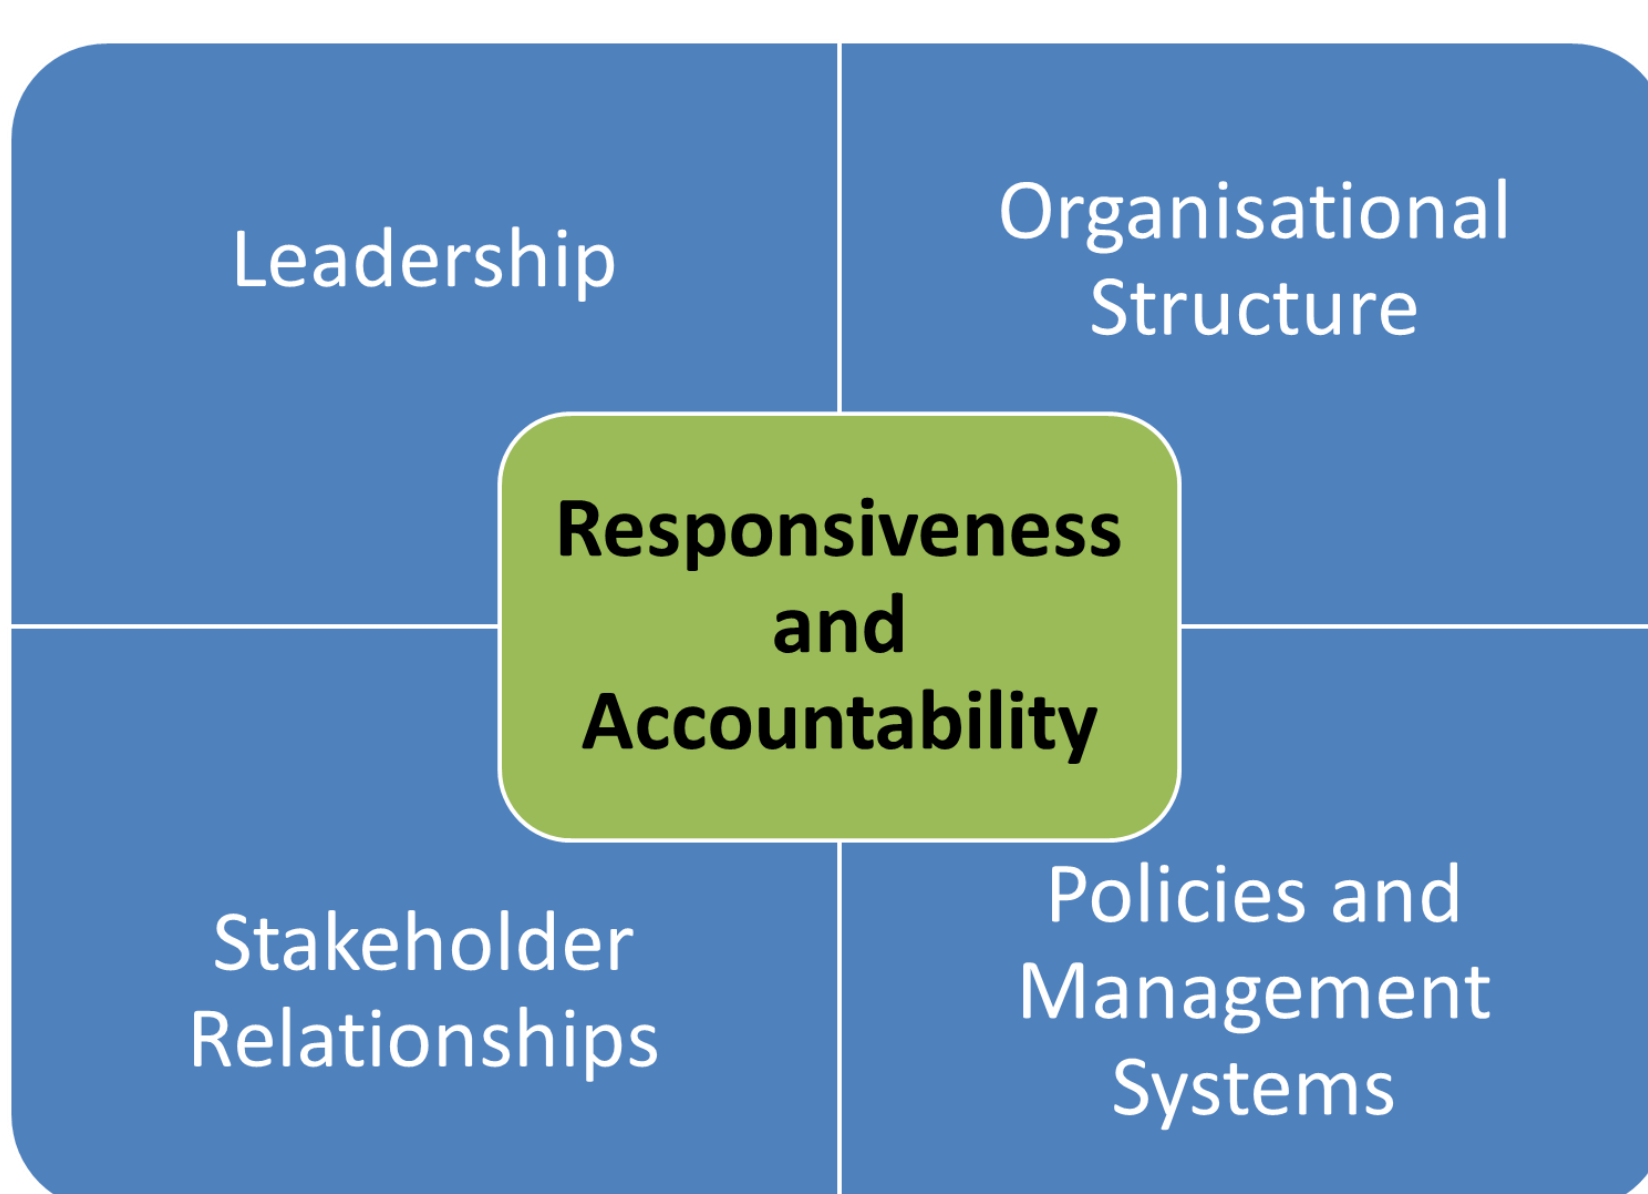 Leadership
Organisational
Structure
Responsiveness
and
Accountability
Stakeholder
Relationships
Policies and
Management
Systems